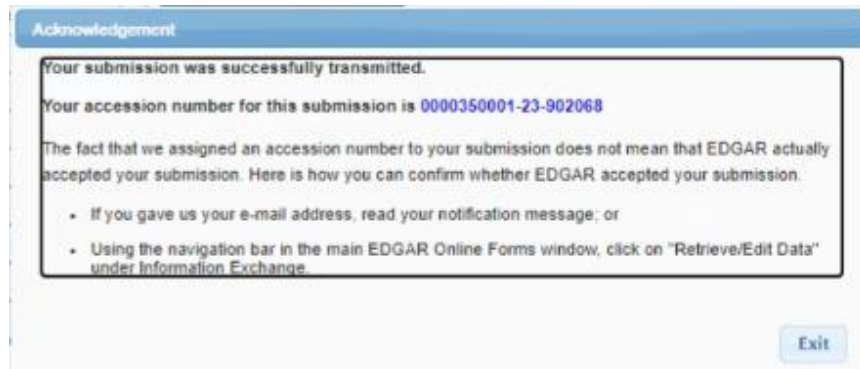 Acknowledgement
Your submission was successfully transmitted.
Your accession number for this submission is 0000350001-23-902068
The fact that we assigned an accession number to your submission does not mean that EDGAR actually
accepted your submission. Here is how you can confirm whether EDGAR accepted your submission.
• If you gave us your e-mail address, read your notification message; or
• Using the navigation bar in the main EDGAR Online Forms window, click on "Retrieve/Edit Data"
under Information Exchange.
Exit